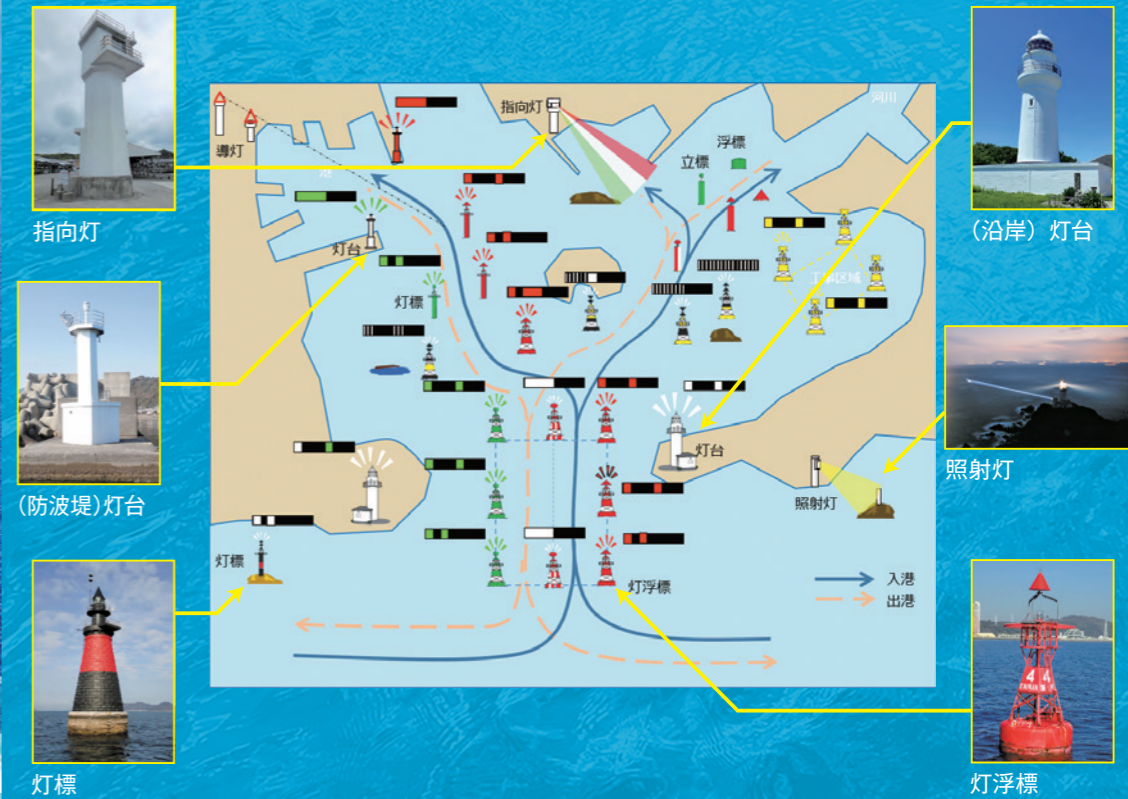 指向灯
(防波堤)灯台
灯標
導灯
指向灯
河川
浮標
立標
灯台
灯標
工事区域
灯台
照射灯
灯標
灯浮標
入港
出港
(沿岸)灯台
照射灯
4 4
灯浮標